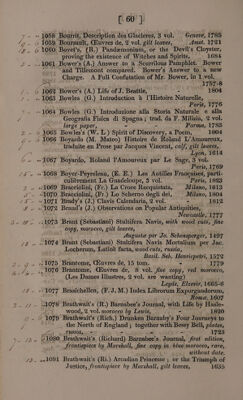 [ 60 ]
1058 Bourrit, Description des Glacieres, 3 vol. Geneve, 1785
1059 Boursault, Œuvres de, 2 vol. gilt leaves, Amst. 1721
1060 Bovet's, (R.) Pandæmonium, or the Devil's Cloyster,
proving the existence of Witches and Spirits, 1684
1061 Bower's (A.) Answer to a Scurrilous Pamphlet. Bower
and Tillemont compared. Bower's Answer to a new
Charge. A Full Confutation of Mr. Bower, in 1 vol.
1757-8
1062 Bower's (A.) Life of J. Beattie, 1804
1063 Bowles (G.) Introduction à l'Histoire Naturelle,
Paris, 1776
1064 Bowles (G.) Introduzione alla Storia Naturale e alla
Geografia Fisica di Spagna; trad. da F. Milizia, 2 vol.
large paper, Parma, 1783
1065 Bowles's (W. L.) Spirit of Discovery, a Poem, 1804
1066 Boyardo (M. Mateo) Histoire de Roland L'Amoureux,
traduite en Prose par Jacques Vincent, calf, gilt leaves,
Lyon, 1614
1067 Boyardo, Roland l'Amoureux par Le Sage, 3 vol.
Paris, 1769
1068 Boyer-Peyreleau, (E. E.) Les Antilles Francaises, parti-
culièrement La Guadeloupe, 3 vol. Paris, 1823
1069 Bracciolini, (Fr.) La Croce Racquistata, Milano, 1613
1070 Bracciolini, (Fr.) Lo Scherno degli dei, Milano, 1804
1071 Brady's (J.) Clavis Calendaria, 2 vol. 1812
1072 Brand's (J.) Observations on Popular Antiquities,
Newcastle, 1777
1073 Brant (Sebastiani) Stultifera Navis, with wood cuts, fine
copy, morocco, gilt leaves,
Augustæ per Jo. Schensperger, 1497
1074 Brant (Sebastiani) Stultifera Navis Mortalium per Jac.
Locherum, Latinè facta, wood cuts, russia,
Basil. Seb. Henricpetri, 1572
1075 Brantome, Œuvres de, 15 tom. 1779
1076 Brantome, Œuvres de, 8 vol. fine copy, red morocco,
(Les Dames Illustres, 2 vol. are wanting)
Leyde, Elzevir, 1665-6
1077 Brasichellen, (F. J. M.) Index Librorum Expurgandorum,
Romæ, 1607
1078 Brathwait's (R.) Barnabee's Journal, with Life by Hasle-
wood, 2 vol. morocco by Lewis, 1820
1079 Brathwait's (Rich.) Drunken Barnaby's Four Journeys to
the North of England; together with Bessy Bell, plates,
russia, 1723
1080 Brathwait's (Richard) Barnabee's Journal, first edition,
frontispiece by Marshall, fine copy in blue morocco, rare,
without date.
1081 Brathwait's (Ri.) Arcadian Princesse; or the Triumph of
Justice, frontispiece by Marshall, gilt leaves, 1635